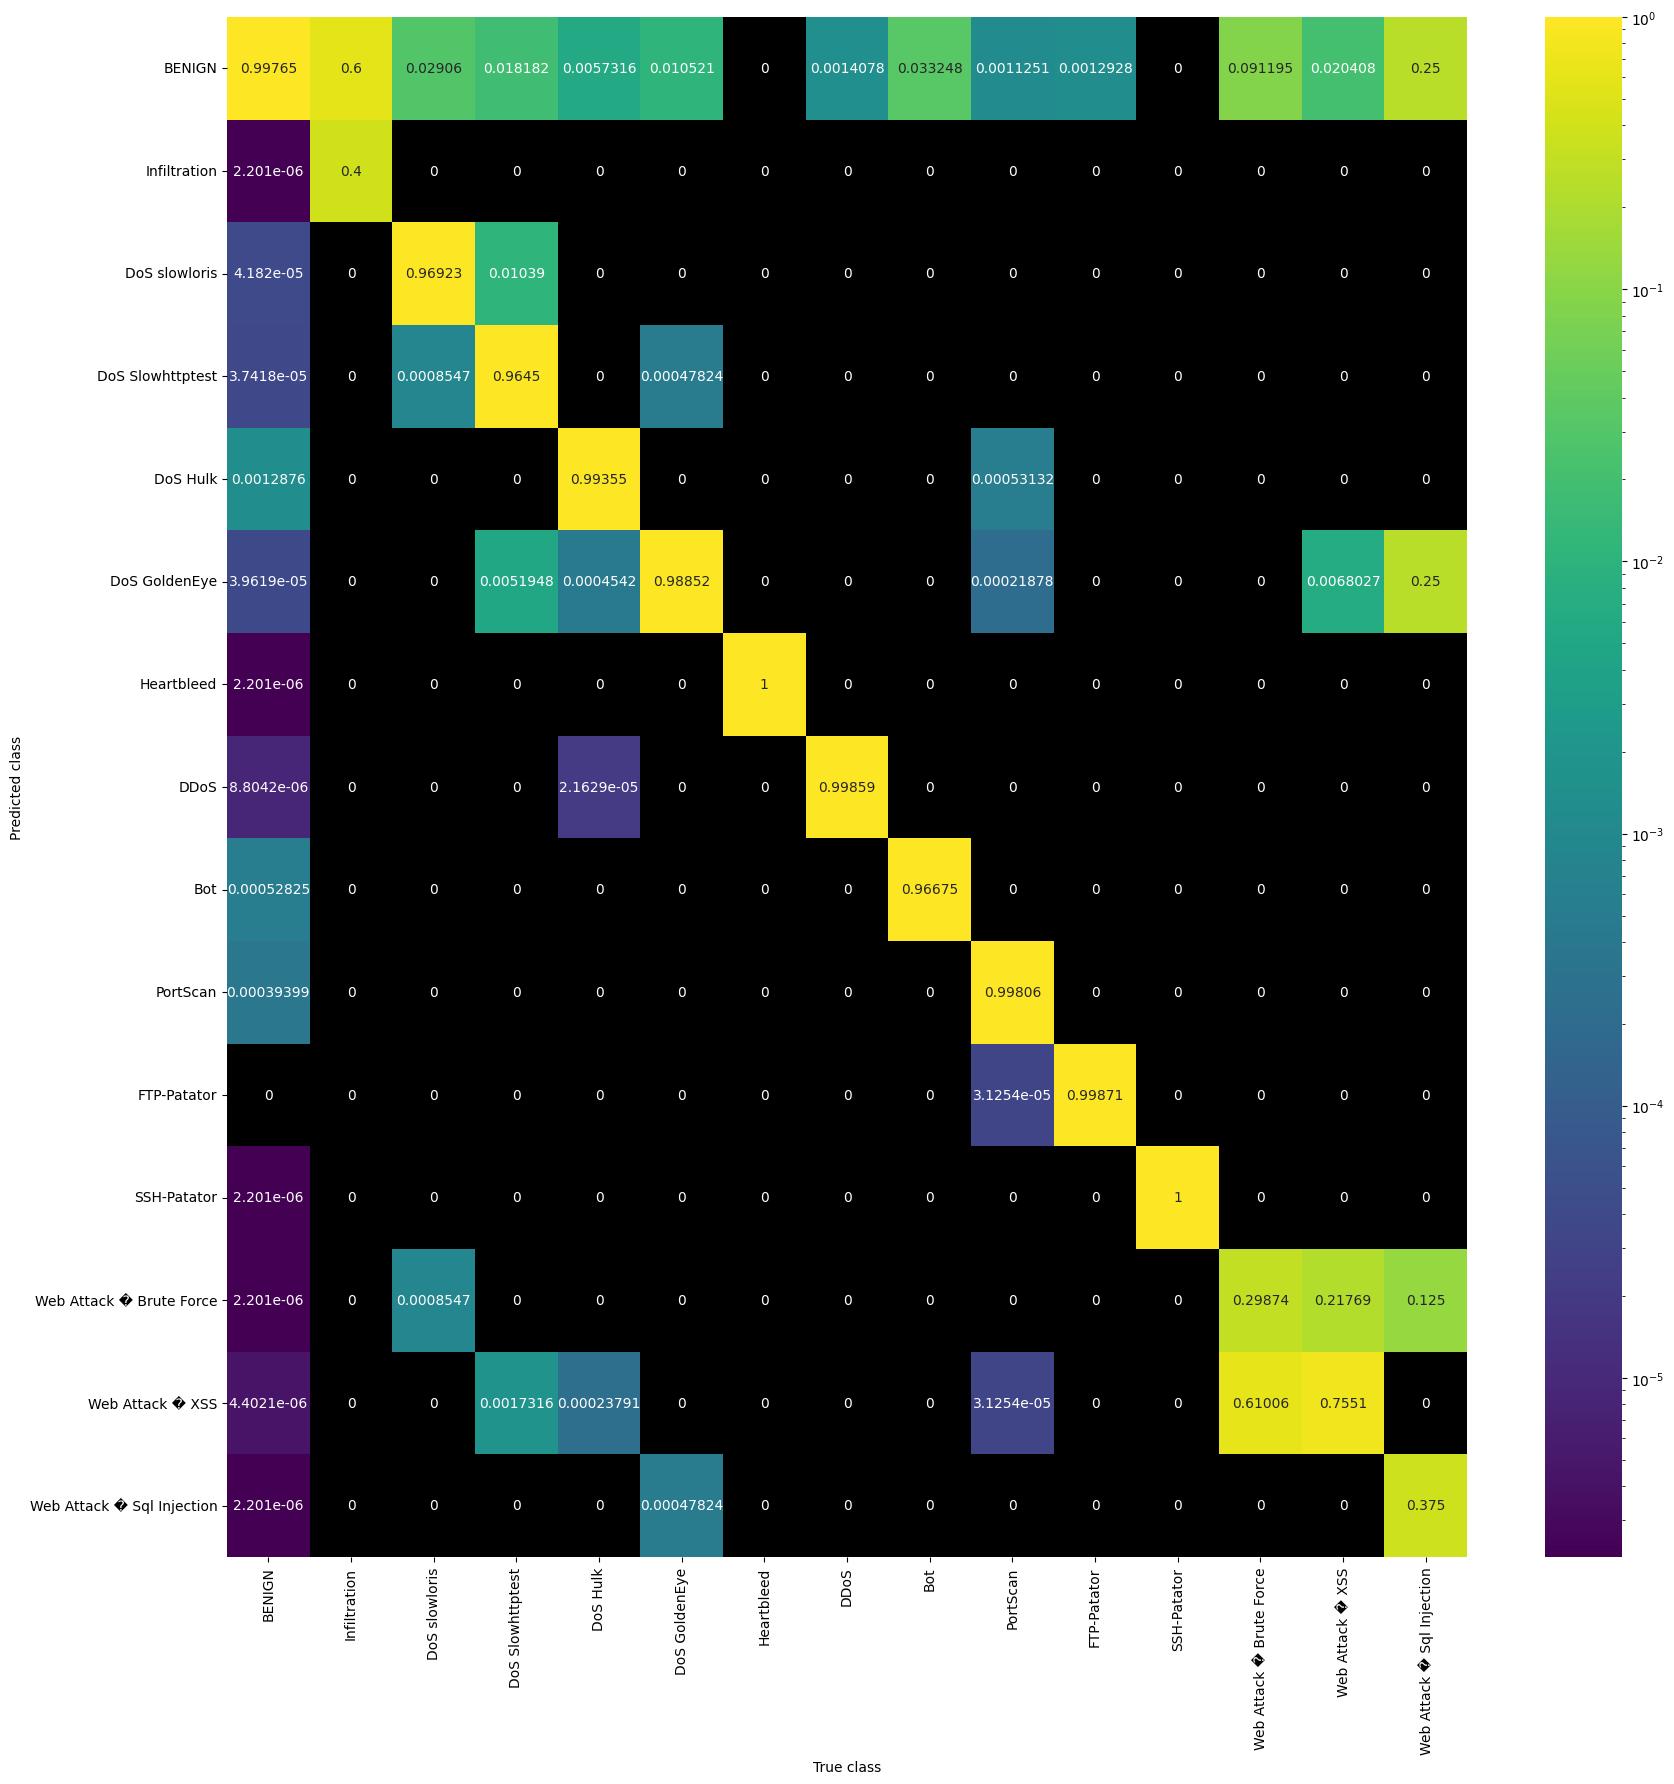 BENIGN 0.99765 0.6 0.02906 0.018182 0.0057316 0.010521 0 0.0014078 0.033248 0.0011251 0.0012928 0 0.091195 0.020408 0.25
Infiltration 2.201e-06 0.4 0 0 0 0 0 0 0 0 0 0 0 0 0
DoS slowloris 4.182e-05 0 0.96923 0.01039 0 0 0 0 0 0 0 0 0 0 0
DoS Slowhttptest 3.7418e-05 0 0.0008547 0.9645 0 0.00047824 0 0 0 0 0 0 0 0 0
DoS Hulk 0.0012876 0 0 0 0.99355 0 0 0 0 0.00053132 0 0 0 0 0
DoS GoldenEye 3.9619e-05 0 0 0.0051948 0.0004542 0.98852 0 0 0 0.00021878 0 0 0 0.0068027 0.25
Heartbleed 2.201e-06 0 0 0 0 0 1 0 0 0 0 0 0 0 0
DDoS 8.8042e-06 0 0 0 2.1629e-05 0 0 0.99859 0 0 0 0 0 0 0
Bot 0.00052825 0 0 0 0 0 0 0 0.96675 0 0 0 0 0 0
PortScan 0.00039399 0 0 0 0 0 0 0 0 0.99806 0 0 0 0 0
FTP-Patator 0 0 0 0 0 0 0 0 0 3.1254e-05 0.99871 0 0 0 0
SSH-Patator 2.201e-06 0 0 0 0 0 0 0 0 0 0 1 0 0 0
Web Attack � Brute Force 2.201e-06 0 0.0008547 0 0 0 0 0 0 0 0 0 0.29874 0.21769 0.125
Web Attack � XSS 4.4021e-06 0 0 0.0017316 0.00023791 0 0 0 0 3.1254e-05 0 0 0.61006 0.7551 0
Web Attack � Sql Injection 2.201e-06 0 0 0 0 0.00047824 0 0 0 0 0 0 0 0 0.375
Predicted class
BENIGN
Infiltration
DoS slowloris
DoS Slowhttptest
DoS Hulk
DoS GoldenEye
Heartbleed
DDoS
Bot
PortScan
FTP-Patator
SSH-Patator
Web Attack � Brute Force
Web Attack � XSS
Web Attack � Sql Injection
True class
10⁰
10⁻¹
10⁻²
10⁻³
10⁻⁴
10⁻⁵